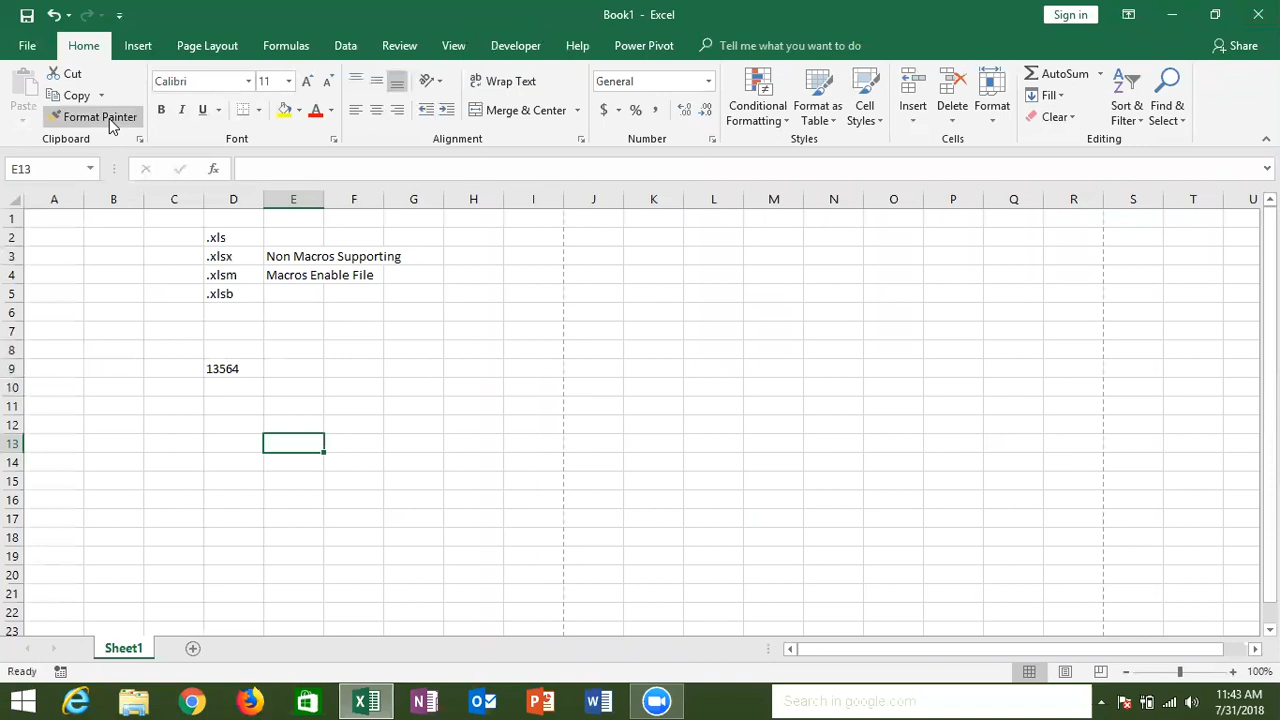 Book1 - Excel
Sign in
File Home Insert Page Layout Formulas Data Review View Developer Help Power Pivot Tell me what you want to do Share
Paste
Cut
Copy
Format Painter
Clipboard
Calibri 11
B I U A
Font
Wrap Text
Merge & Center
Alignment
General
$ % ,
Number
Conditional Formatting
Format as Table
Cell Styles
Styles
Insert
Delete
Format
Cells
AutoSum
Fill
Clear
Sort & Filter
Find & Select
Editing
E13 fx
A B C D E F G H I J K L M N O P Q R S T U
1
2 .xls
3 .xlsx Non Macros Supporting
4 .xlsm Macros Enable File
5 .xlsb
6
7
8
9 13564
10
11
12
13
14
15
16
17
18
19
20
21
22
23
Sheet1
Ready 100%
Search in google.com
11:43 AM
7/31/2018